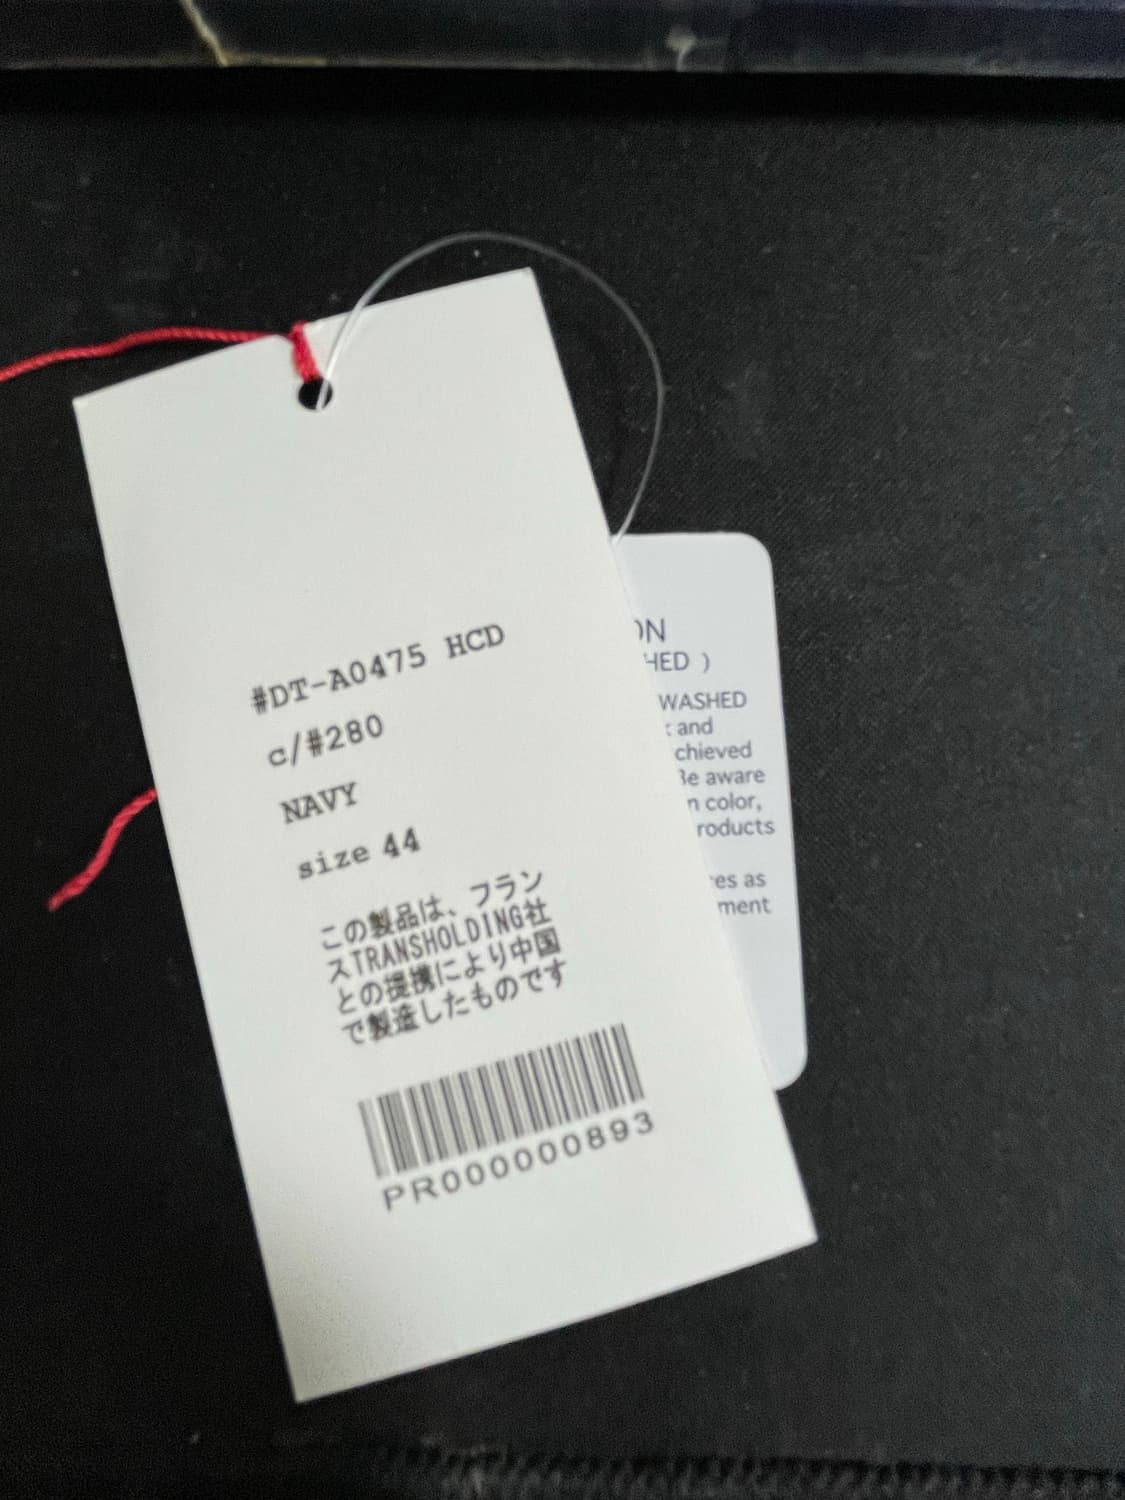 #DT-A0475 HCD
c/#280
NAVY
size 44
この製品は、フラン
スTRANSHOLDING社
との提携により中国
で製造したものです
PR000000893
ON
HED )
WASHED
and
chieved
Be aware
n color,
roducts
es as
ment